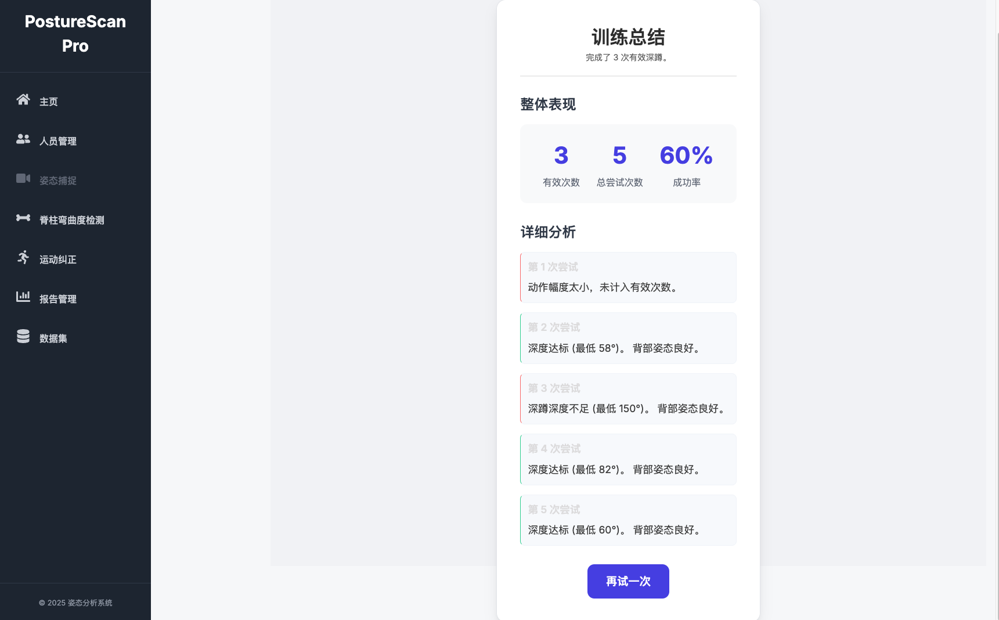 PostureScan
Pro
主页
人员管理
姿态捕捉
脊柱弯曲度检测
运动纠正
报告管理
数据集
© 2025 姿态分析系统
训练总结
完成了 3 次有效深蹲。
整体表现
3 5 60%
有效次数 总尝试次数 成功率
详细分析
第 1 次尝试
动作幅度太小，未计入有效次数。
第 2 次尝试
深度达标 (最低 58°)。 背部姿态良好。
第 3 次尝试
深蹲深度不足 (最低 150°)。 背部姿态良好。
第 4 次尝试
深度达标 (最低 82°)。 背部姿态良好。
第 5 次尝试
深度达标 (最低 60°)。 背部姿态良好。
再试一次